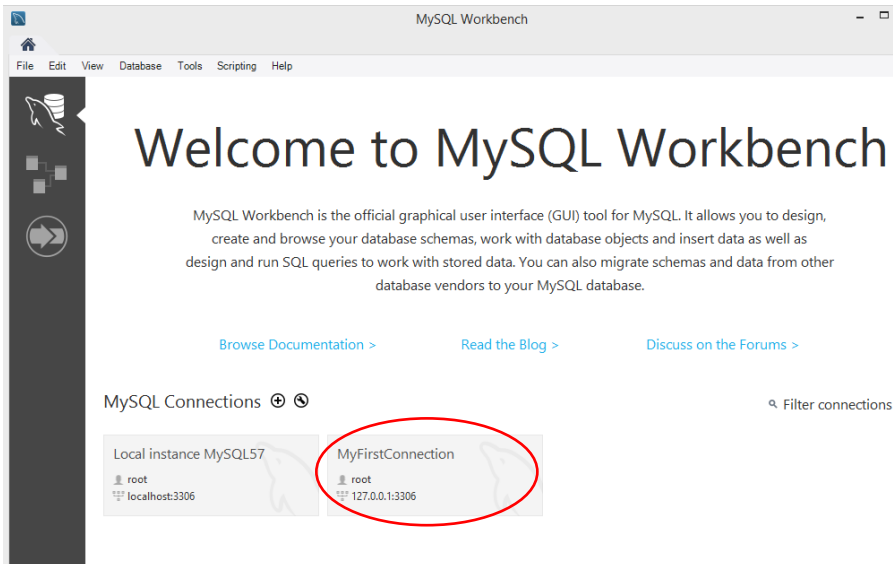 MySQL Workbench
File Edit View Database Tools Scripting Help
Welcome to MySQL Workbench
MySQL Workbench is the official graphical user interface (GUI) tool for MySQL. It allows you to design,
create and browse your database schemas, work with database objects and insert data as well as
design and run SQL queries to work with stored data. You can also migrate schemas and data from other
database vendors to your MySQL database.
Browse Documentation > Read the Blog > Discuss on the Forums >
MySQL Connections Filter connections
Local instance MySQL57
root
localhost:3306
MyFirstConnection
root
127.0.0.1:3306